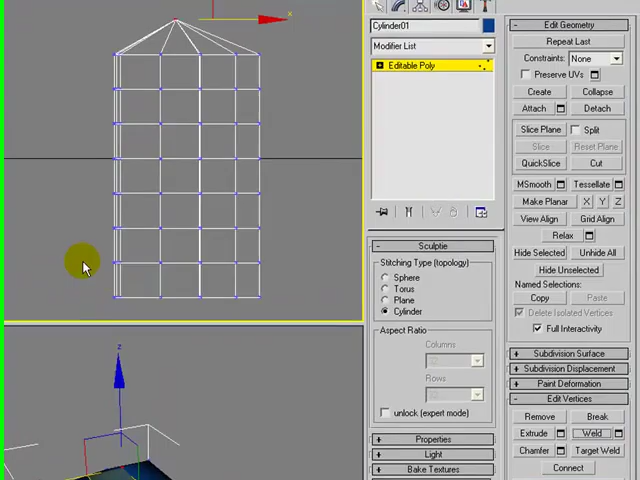 x
z
Cylinder01
Modifier List
Editable Poly
Sculptie
Stitching Type (topology)
Sphere
Torus
Plane
Cylinder
Aspect Ratio
Columns
Rows
unlock (expert mode)
Properties
Light
Bake Textures
Edit Geometry
Repeat Last
Constraints: None
Preserve UVs
Create Collapse
Attach Detach
Slice Plane Split
Slice Reset Plane
QuickSlice Cut
MSmooth Tessellate
Make Planar X Y Z
View Align Grid Align
Relax
Hide Selected Unhide All
Hide Unselected
Named Selections:
Copy Paste
Delete Isolated Vertices
Full Interactivity
Subdivision Surface
Subdivision Displacement
Paint Deformation
Edit Vertices
Remove Break
Extrude Weld
Chamfer Target Weld
Connect